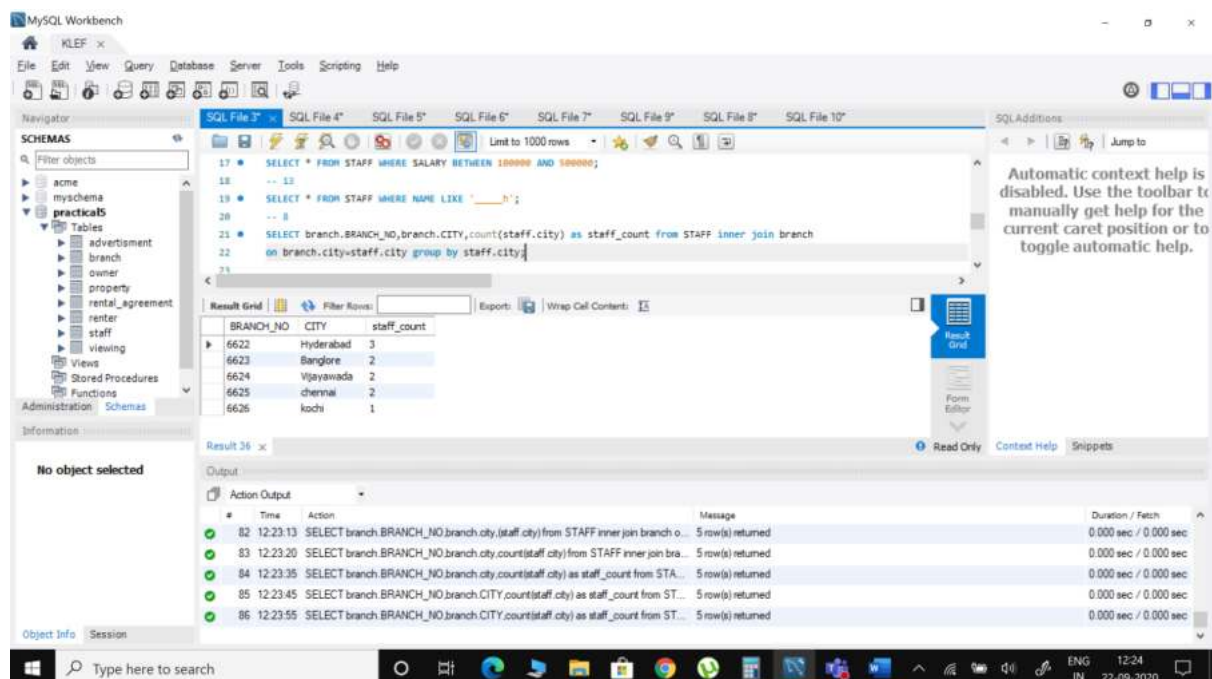 MySQL Workbench
KLEF ×
File Edit View Query Database Server Tools Scripting Help
Navigator
SCHEMAS
Filter objects
acme
myschema
practical5
Tables
advertisment
branch
owner
property
rental_agreement
renter
staff
viewing
Views
Stored Procedures
Functions
Administration Schemas
Information
No object selected
Object Info Session
SQL File 3* × SQL File 4* SQL File 5* SQL File 6* SQL File 7* SQL File 9* SQL File 8* SQL File 10*
Limit to 1000 rows
17 SELECT * FROM STAFF WHERE SALARY BETWEEN 100000 AND 500000;
18 -- 13
19 SELECT * FROM STAFF WHERE NAME LIKE '_____h';
20 -- 8
21 SELECT branch.BRANCH_NO,branch.CITY,count(staff.city) as staff_count from STAFF inner join branch
22 on branch.city=staff.city group by staff.city;
23
Result Grid Filter Rows: Export: Wrap Cell Content:
BRANCH_NO CITY staff_count
6622 Hyderabad 3
6623 Banglore 2
6624 Vijayawada 2
6625 chennai 2
6626 kochi 1
Result Grid
Form Editor
Result 36 × Read Only
Output
Action Output
# Time Action Message Duration / Fetch
82 12:23:13 SELECT branch.BRANCH_NO,branch.city,(staff.city) from STAFF inner join branch o... 5 row(s) returned 0.000 sec / 0.000 sec
83 12:23:20 SELECT branch.BRANCH_NO,branch.city,count(staff.city) from STAFF inner join bra... 5 row(s) returned 0.000 sec / 0.000 sec
84 12:23:35 SELECT branch.BRANCH_NO,branch.city,count(staff.city) as staff_count from STA... 5 row(s) returned 0.000 sec / 0.000 sec
85 12:23:45 SELECT branch.BRANCH_NO,branch.CITY,count(staff.city) as staff_count from ST... 5 row(s) returned 0.000 sec / 0.000 sec
86 12:23:55 SELECT branch.BRANCH_NO,branch.CITY,count(staff.city) as staff_count from ST... 5 row(s) returned 0.000 sec / 0.000 sec
SQLAdditions
Jump to
Automatic context help is
disabled. Use the toolbar to
manually get help for the
current caret position or to
toggle automatic help.
Context Help Snippets
Type here to search
ENG
IN
12:24
22-09-2020